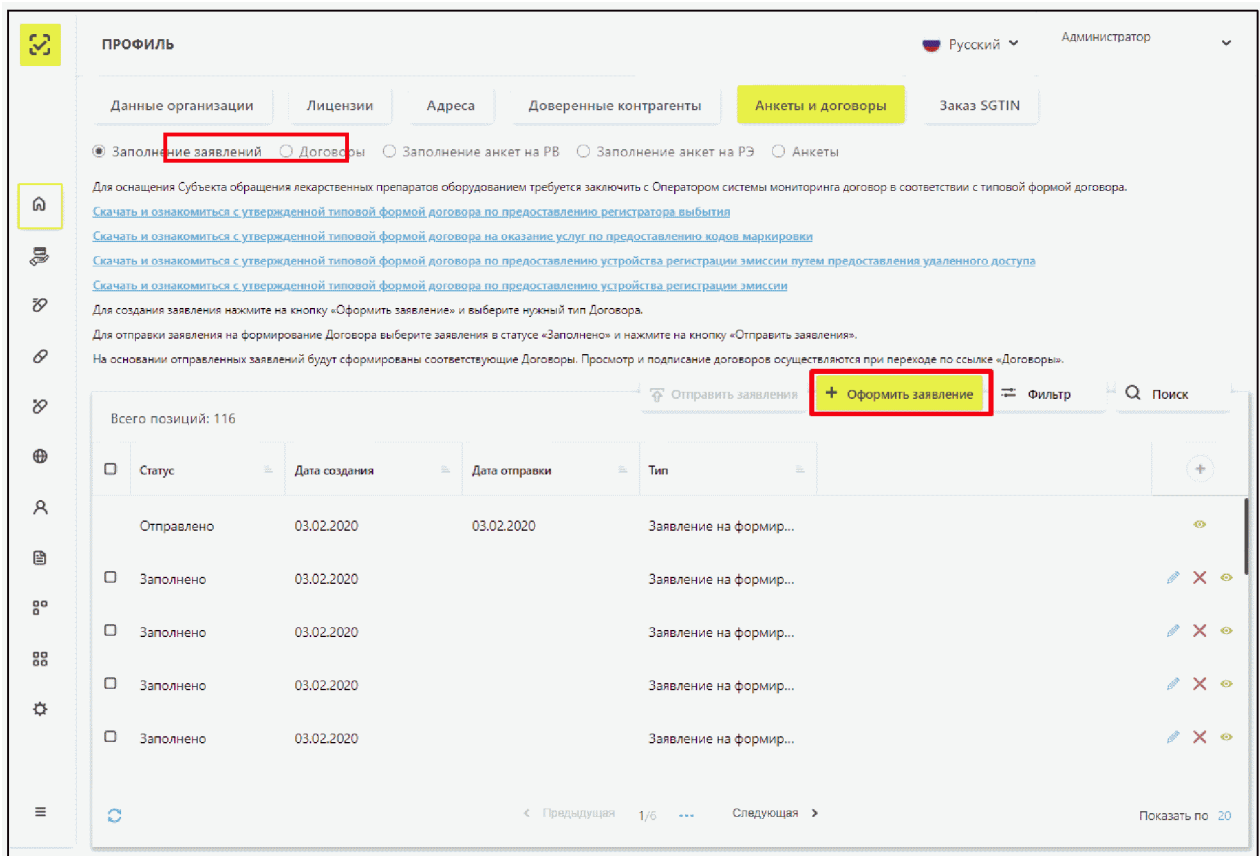 ПРОФИЛЬ
Русский
Администратор
Данные организации
Лицензии
Адреса
Доверенные контрагенты
Анкеты и договоры
Заказ SGTIN
Заполнение заявлений
Договоры
Заполнение анкет на РВ
Заполнение анкет на РЭ
Анкеты
Для оснащения Субъекта обращения лекарственных препаратов оборудованием требуется заключить с Оператором системы мониторинга договор в соответствии с типовой формой договора.
Скачать и ознакомиться с утвержденной типовой формой договора по предоставлению регистратора выбытия
Скачать и ознакомиться с утвержденной типовой формой договора на оказание услуг по предоставлению кодов маркировки
Скачать и ознакомиться с утвержденной типовой формой договора по предоставлению устройства регистрации эмиссии путем предоставления удаленного доступа
Скачать и ознакомиться с утвержденной типовой формой договора по предоставлению устройства регистрации эмиссии
Для создания заявления нажмите на кнопку «Оформить заявление» и выберите нужный тип Договора.
Для отправки заявления на формирование Договора выберите заявления в статусе «Заполнено» и нажмите на кнопку «Отправить заявления».
На основании отправленных заявлений будут сформированы соответствующие Договоры. Просмотр и подписание договоров осуществляются при переходе по ссылке «Договоры».
Отправить заявления
+ Оформить заявление
Фильтр
Поиск
Всего позиций: 116
Статус
Дата создания
Дата отправки
Тип
Отправлено 03.02.2020 03.02.2020 Заявление на формир...
Заполнено 03.02.2020 Заявление на формир...
Заполнено 03.02.2020 Заявление на формир...
Заполнено 03.02.2020 Заявление на формир...
Заполнено 03.02.2020 Заявление на формир...
Предыдущая 1/6 ... Следующая
Показать по 20